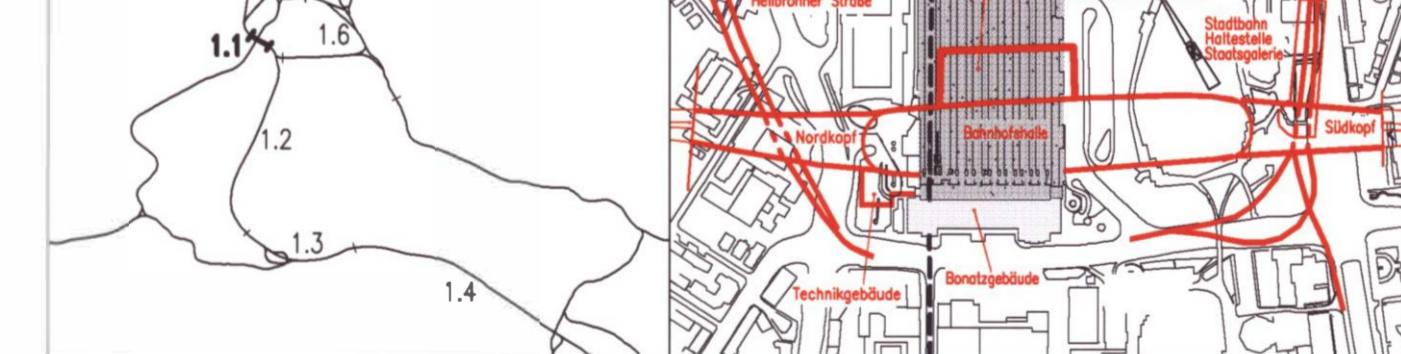 1.6
1.1
1.2
1.3
1.4
Heilbronner Straße
Stadtbahn
Haltestelle
Staatsgalerie
Nordkopf
Bahnhofshalle
Südkopf
Technikgebäude
Bonatzgebäude